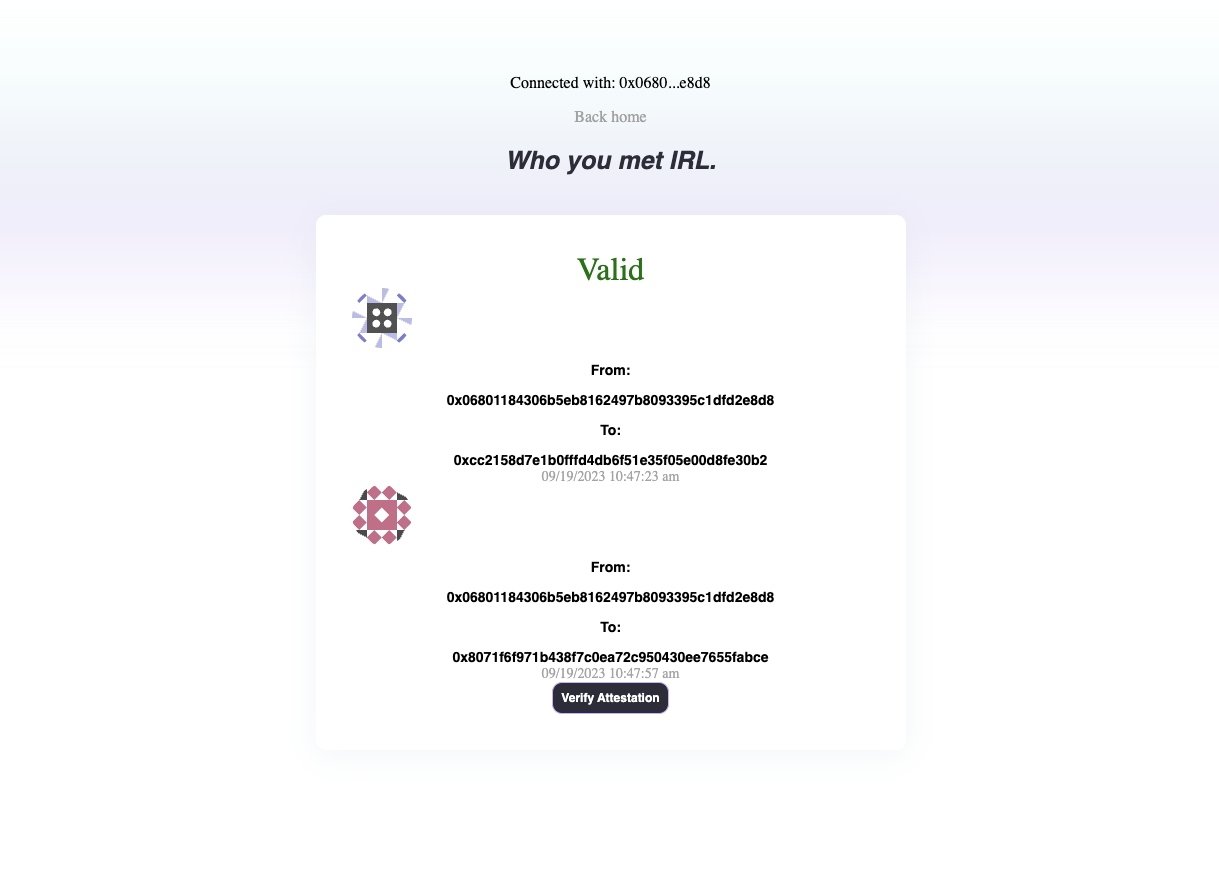 Connected with: 0x0680...e8d8
Back home
Who you met IRL.
Valid
From:
0x06801184306b5eb8162497b8093395c1dfd2e8d8
To:
0xcc2158d7e1b0fffd4db6f51e35f05e00d8fe30b2
09/19/2023 10:47:23 am
From:
0x06801184306b5eb8162497b8093395c1dfd2e8d8
To:
0x8071f6f971b438f7c0ea72c950430ee7655fabce
09/19/2023 10:47:57 am
Verify Attestation